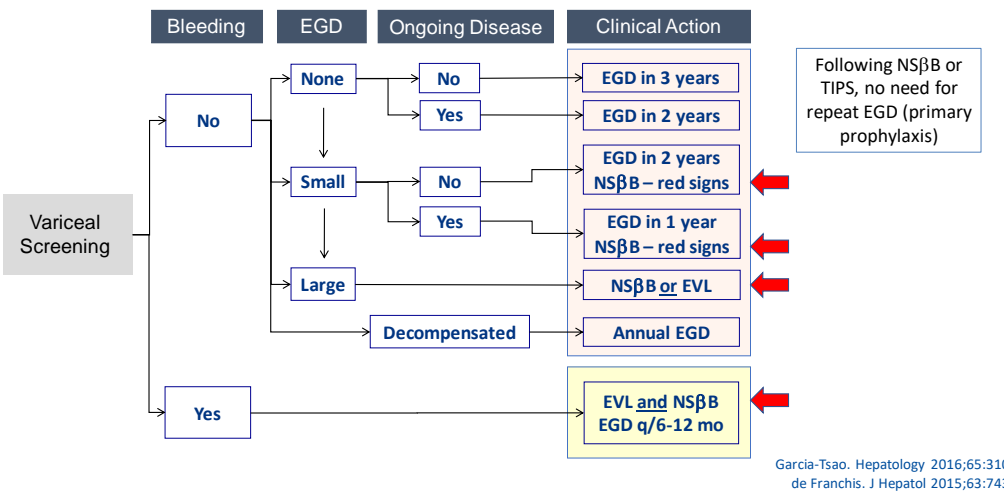 Bleeding
EGD
Ongoing Disease
Clinical Action
Variceal
Screening
No
None
No
EGD in 3 years
Yes
EGD in 2 years
Small
No
EGD in 2 years
NSβB – red signs
Yes
EGD in 1 year
NSβB – red signs
Large
NSβB or EVL
Decompensated
Annual EGD
Yes
EVL and NSβB
EGD q/6-12 mo
Following NSβB or
TIPS, no need for
repeat EGD (primary
prophylaxis)
Garcia-Tsao. Hepatology 2016;65:310
de Franchis. J Hepatol 2015;63:743